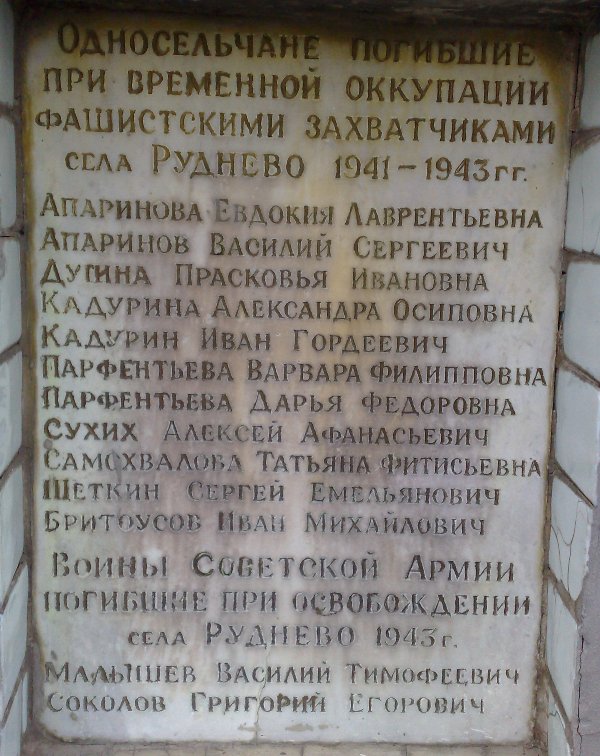 Односельчане погибшие
при временной оккупации
фашистскими захватчиками
села Руднево 1941–1943гг.
Апаринова Евдокия Лаврентьевна
Апаринов Василий Сергеевич
Дугина Прасковья Ивановна
Кадурина Александра Осиповна
Кадурин Иван Гордеевич
Парфентьева Варвара Филипповна
Парфентьева Дарья Федоровна
Сухих Алексей Афанасьевич
Самохвалова Татьяна Фитисьевна
Щеткин Сергей Емельянович
Бритоусов Иван Михайлович
Воины Советской Армии
погибшие при освобождении
села Руднево 1943г.
Малышев Василий Тимофеевич
Соколов Григорий Егорович